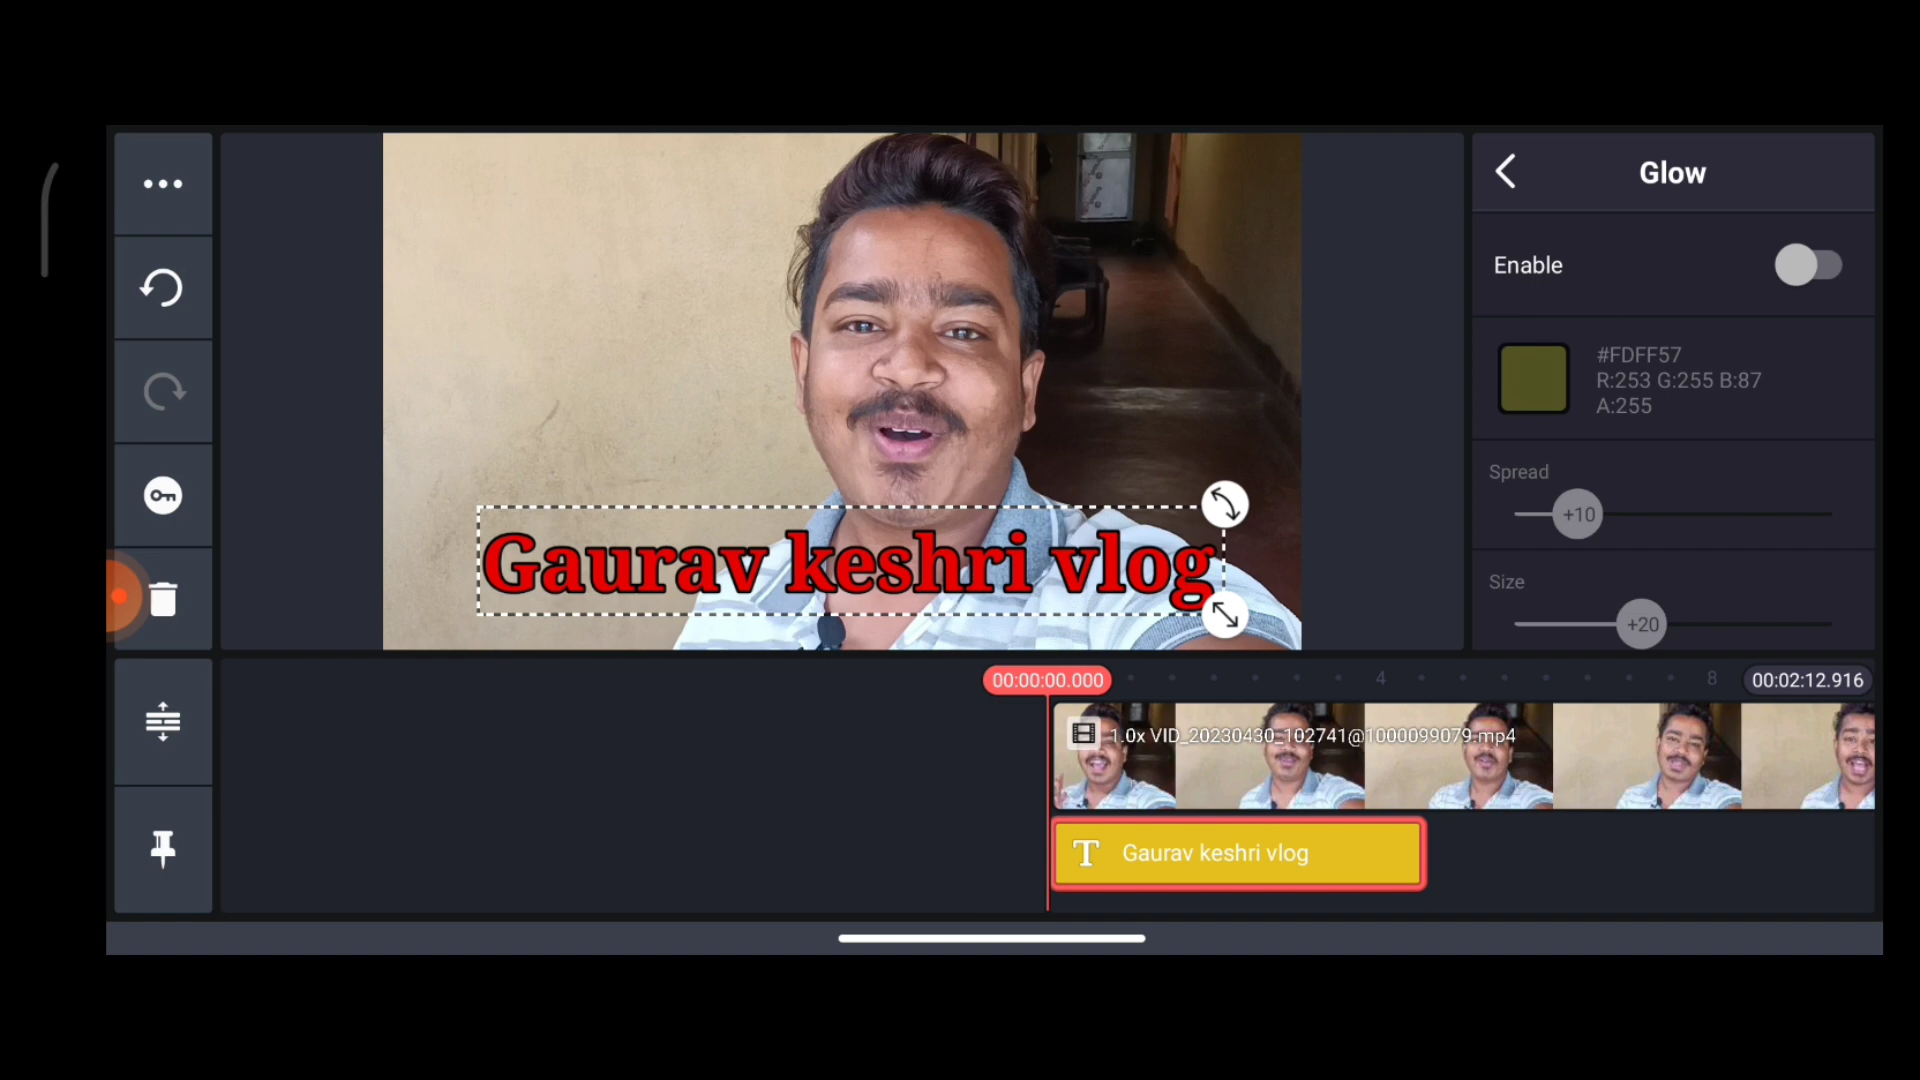 Glow
Enable
#FDFF57
R:253 G:255 B:87
A:255
Spread
+10
Size
+20
Gaurav keshri vlog
00:00:00.000
4
8
00:02:12.916
1.0x VID_20230430_102741@1000099079.mp4
T Gaurav keshri vlog